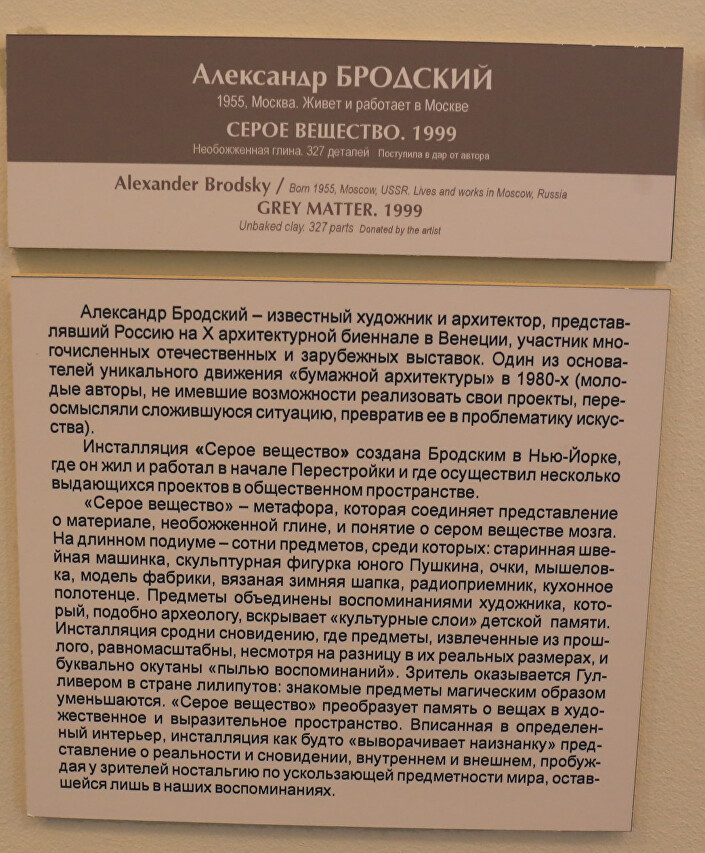 Александр БРОДСКИЙ
1955, Москва. Живет и работает в Москве
СЕРОЕ ВЕЩЕСТВО. 1999
Необожженная глина. 327 деталей Поступила в дар от автора
Alexander Brodsky / Born 1955, Moscow, USSR. Lives and works in Moscow, Russia
GREY MATTER. 1999
Unbaked clay. 327 parts Donated by the artist
Александр Бродский – известный художник и архитектор, представ-
лявший Россию на X архитектурной биеннале в Венеции, участник мно-
гочисленных отечественных и зарубежных выставок. Один из основа-
телей уникального движения «бумажной архитектуры» в 1980-х (моло-
дые авторы, не имевшие возможности реализовать свои проекты, пере-
осмысляли сложившуюся ситуацию, превратив ее в проблематику искус-
ства).
Инсталляция «Серое вещество» создана Бродским в Нью-Йорке,
где он жил и работал в начале Перестройки и где осуществил несколько
выдающихся проектов в общественном пространстве.
«Серое вещество» – метафора, которая соединяет представление
о материале, необожженной глине, и понятие о сером веществе мозга.
На длинном подиуме – сотни предметов, среди которых: старинная шве-
йная машинка, скульптурная фигурка юного Пушкина, очки, мышелов-
ка, модель фабрики, вязаная зимняя шапка, радиоприемник, кухонное
полотенце. Предметы объединены воспоминаниями художника, кото-
рый, подобно археологу, вскрывает «культурные слои» детской памяти.
Инсталляция сродни сновидению, где предметы, извлеченные из прош-
лого, равномасштабны, несмотря на разницу в их реальных размерах, и
буквально окутаны «пылью воспоминаний». Зритель оказывается Гул-
ливером в стране лилипутов: знакомые предметы магическим образом
уменьшаются. «Серое вещество» преобразует память о вещах в худо-
жественное и выразительное пространство. Вписанная в определен-
ный интерьер, инсталляция как будто «выворачивает наизнанку» пред-
ставление о реальности и сновидении, внутреннем и внешнем, пробуж-
дая у зрителей ностальгию по ускользающей предметности мира, остав-
шейся лишь в наших воспоминаниях.